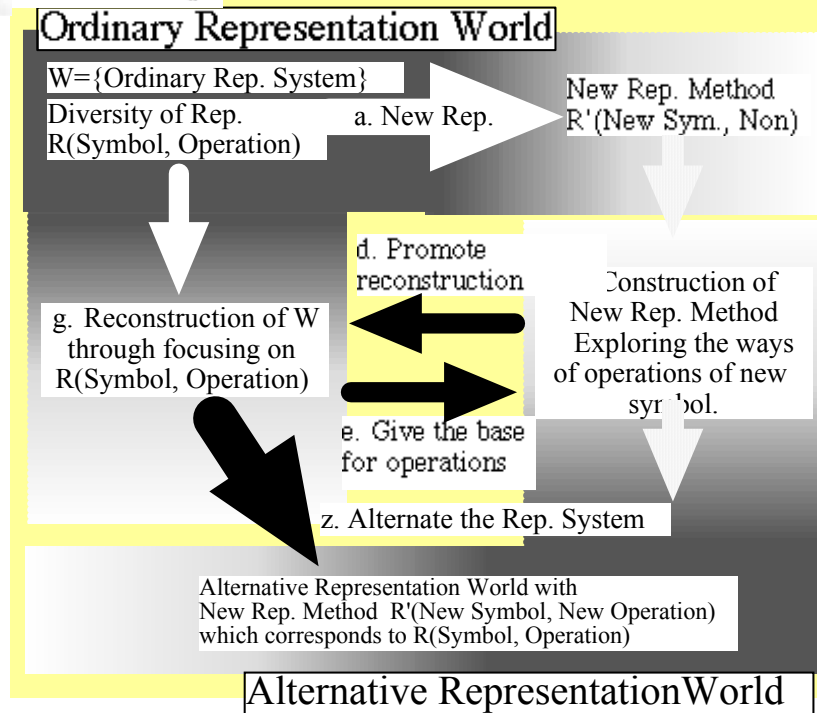 Ordinary Representation World
W={Ordinary Rep. System}
Diversity of Rep.
R(Symbol, Operation)
a. New Rep.
New Rep. Method
R'(New Sym., Non)
d. Promote
reconstruction
Construction of
New Rep. Method
Exploring the ways
of operations of new
symbol.
g. Reconstruction of W
through focusing on
R(Symbol, Operation)
e. Give the base
for operations
z. Alternate the Rep. System
Alternative Representation World with
New Rep. Method R'(New Symbol, New Operation)
which corresponds to R(Symbol, Operation)
Alternative RepresentationWorld